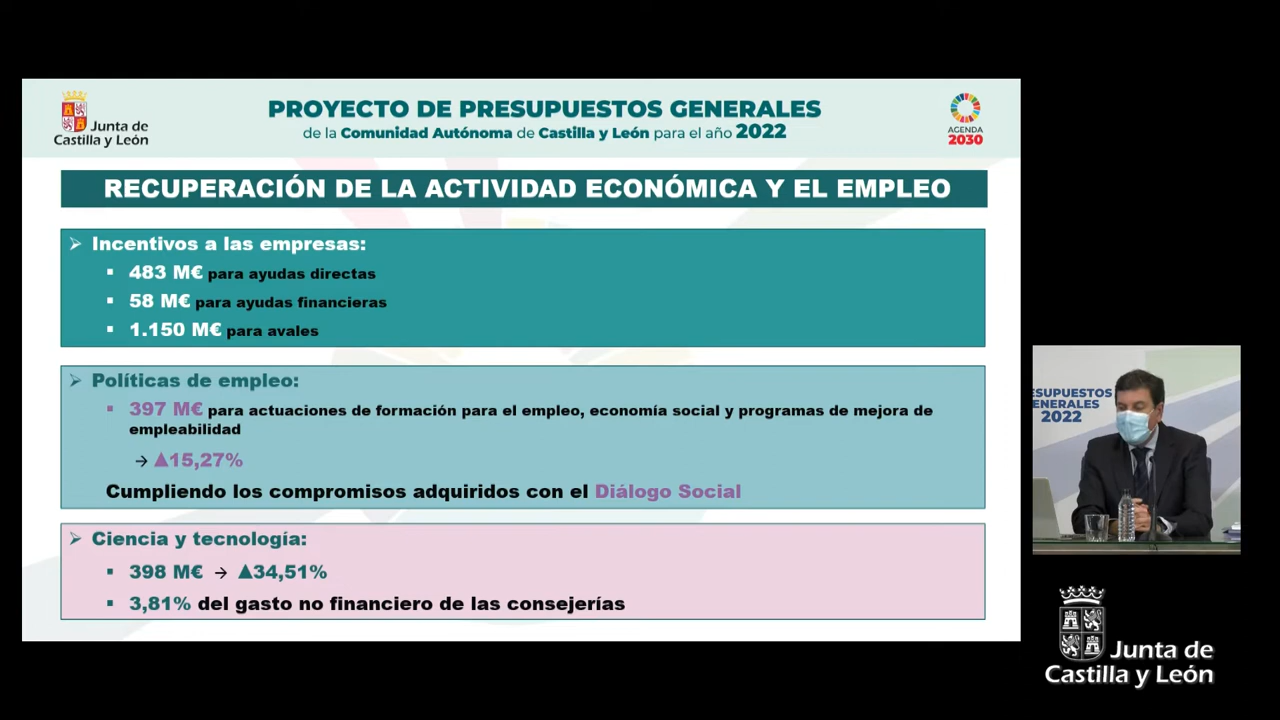 Junta de
Castilla y León
PROYECTO DE PRESUPUESTOS GENERALES
de la Comunidad Autónoma de Castilla y León para el año 2022
AGENDA
2030
RECUPERACIÓN DE LA ACTIVIDAD ECONÓMICA Y EL EMPLEO
➢ Incentivos a las empresas:
▪ 483 M€ para ayudas directas
▪ 58 M€ para ayudas financieras
▪ 1.150 M€ para avales
➢ Políticas de empleo:
▪ 397 M€ para actuaciones de formación para el empleo, economía social y programas de mejora de
empleabilidad
→ ▲15,27%
Cumpliendo los compromisos adquiridos con el Diálogo Social
➢ Ciencia y tecnología:
▪ 398 M€ → ▲34,51%
▪ 3,81% del gasto no financiero de las consejerías
ESUPUESTOS
ENERALES
2022
Junta de
Castilla y León